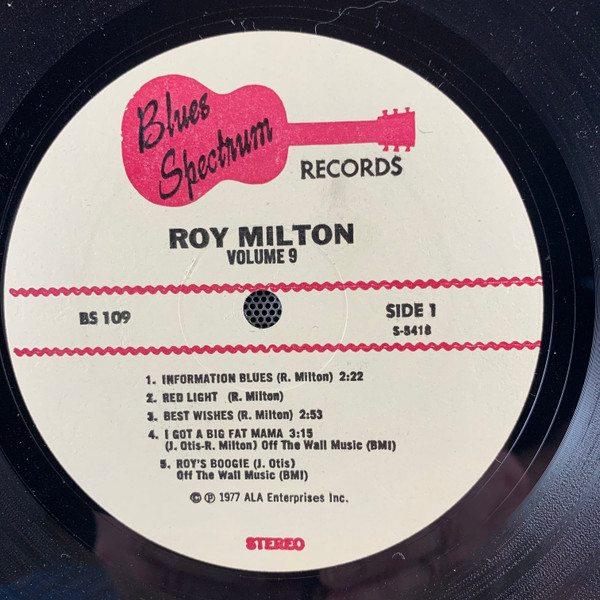 Blues
Spectrum
RECORDS
ROY MILTON
VOLUME 9
BS 109
SIDE 1
S-5418
1. INFORMATION BLUES (R. Milton) 2:22
2. RED LIGHT (R. Milton)
3. BEST WISHES (R. Milton) 2:53
4. I GOT A BIG FAT MAMA 3:15
(J. Otis-R. Milton) Off The Wall Music (BMI)
5. ROY'S BOOGIE (J. Otis)
Off The Wall Music (BMI)
© ℗ 1977 ALA Enterprises Inc.
STEREO